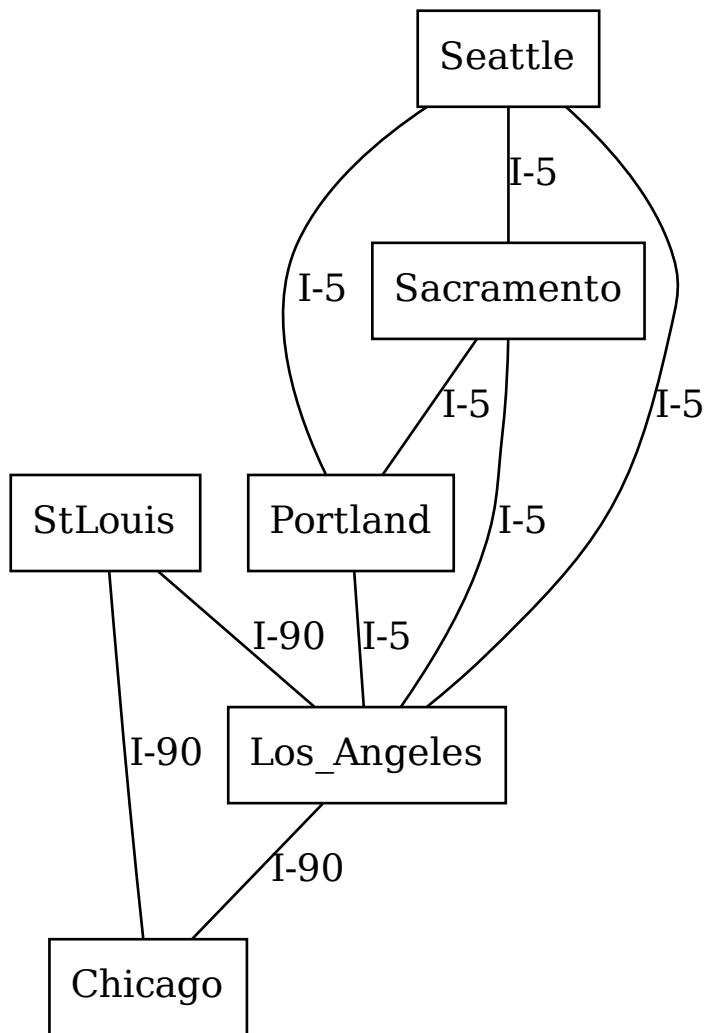 Seattle
I-5
I-5
Sacramento
I-5
I-5
StLouis
Portland
I-5
I-90
I-5
I-90
Los_Angeles
I-90
Chicago